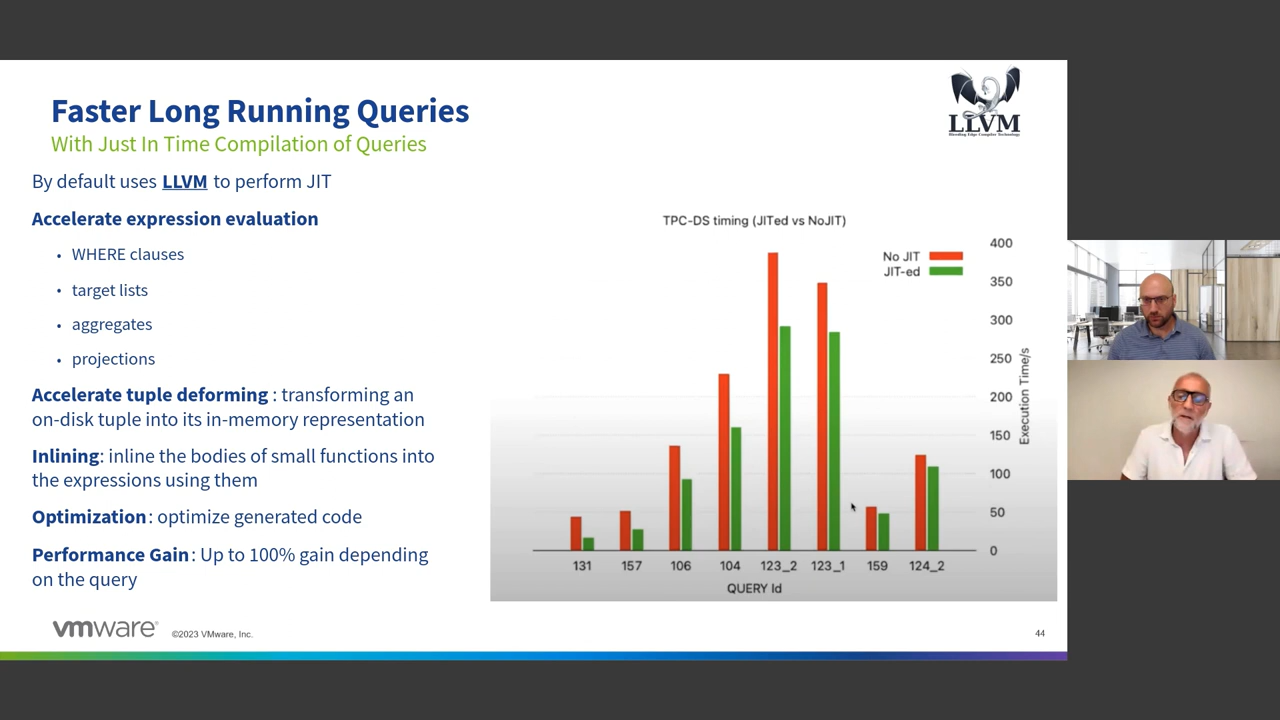 Faster Long Running Queries
With Just In Time Compilation of Queries
By default uses LLVM to perform JIT
Accelerate expression evaluation
• WHERE clauses
• target lists
• aggregates
• projections
Accelerate tuple deforming : transforming an
on-disk tuple into its in-memory representation
Inlining: inline the bodies of small functions into
the expressions using them
Optimization : optimize generated code
Performance Gain : Up to 100% gain depending
on the query
LLVM
Bleeding Edge Compiler Technology
TPC-DS timing (JITed vs NoJIT)
No JIT
JIT-ed
400
350
300
250
200
150
100
50
0
Execution Time/s
131 157 106 104 123_2 123_1 159 124_2
QUERY Id
vmware®
©2023 VMware, Inc.
44